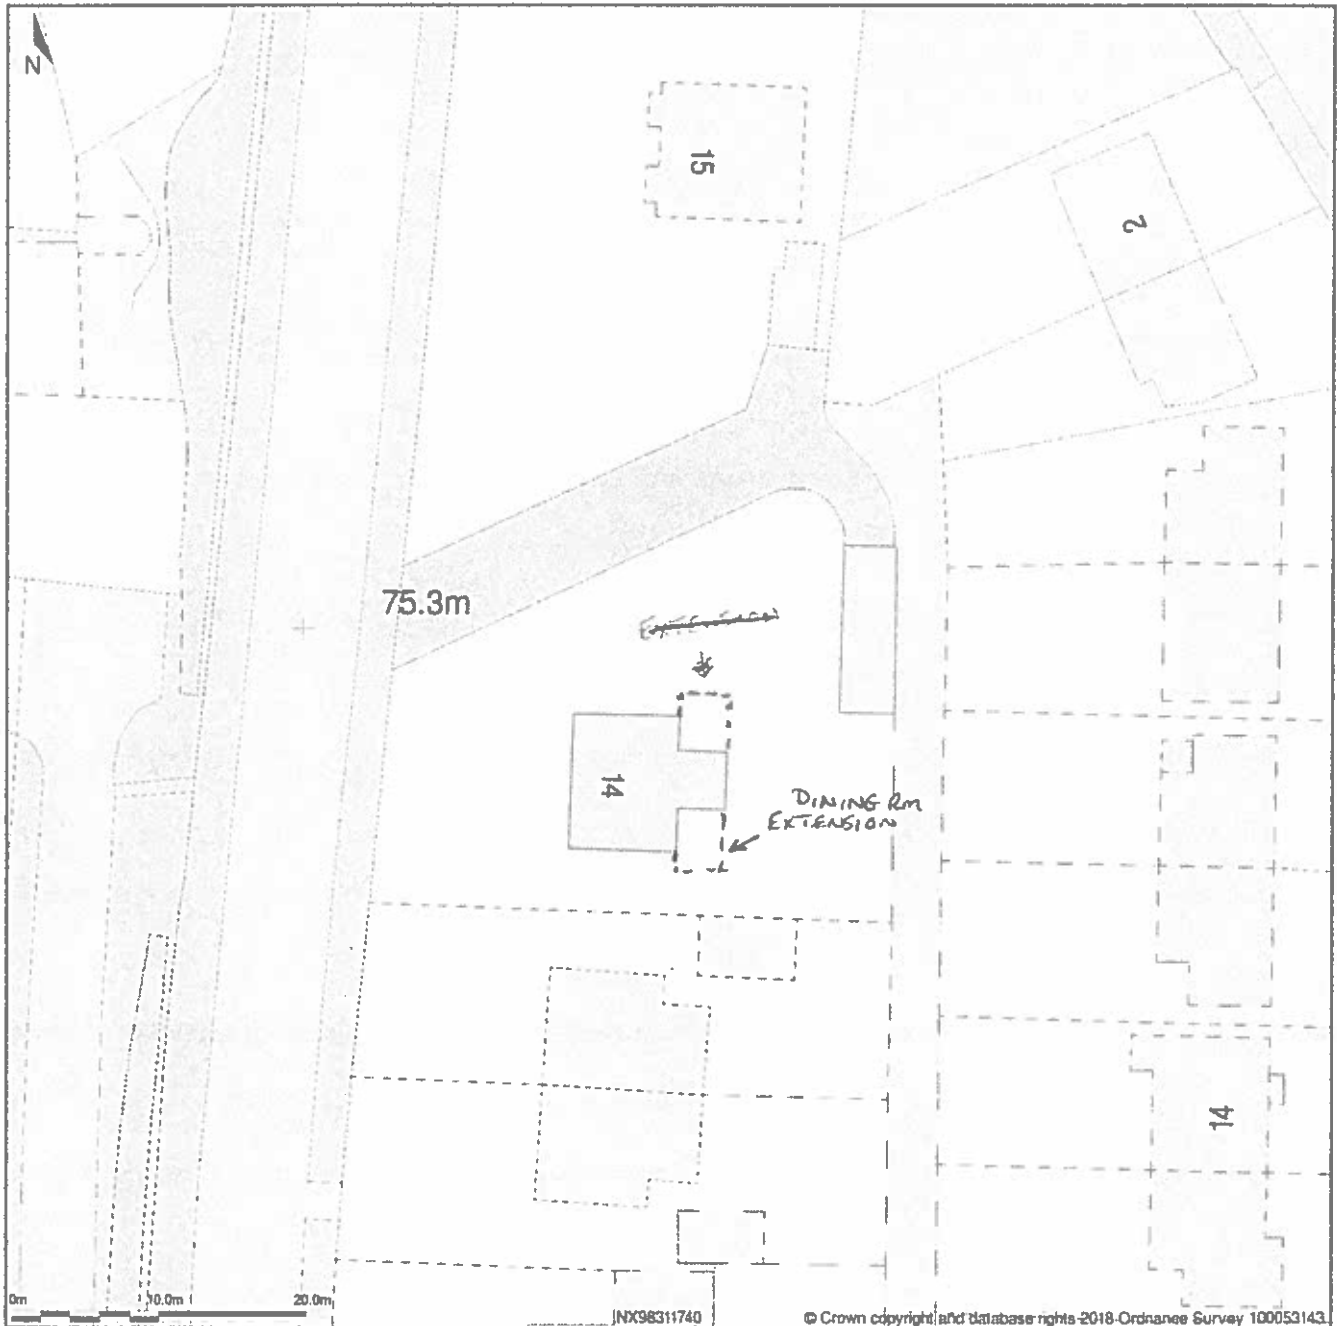 N
15
2
75.3m
EXTENSION
14
DINING RM
EXTENSION
14
0m
10.0m
20.0m
NX98311740
© Crown copyright and database rights 2018 Ordnance Survey 100053143